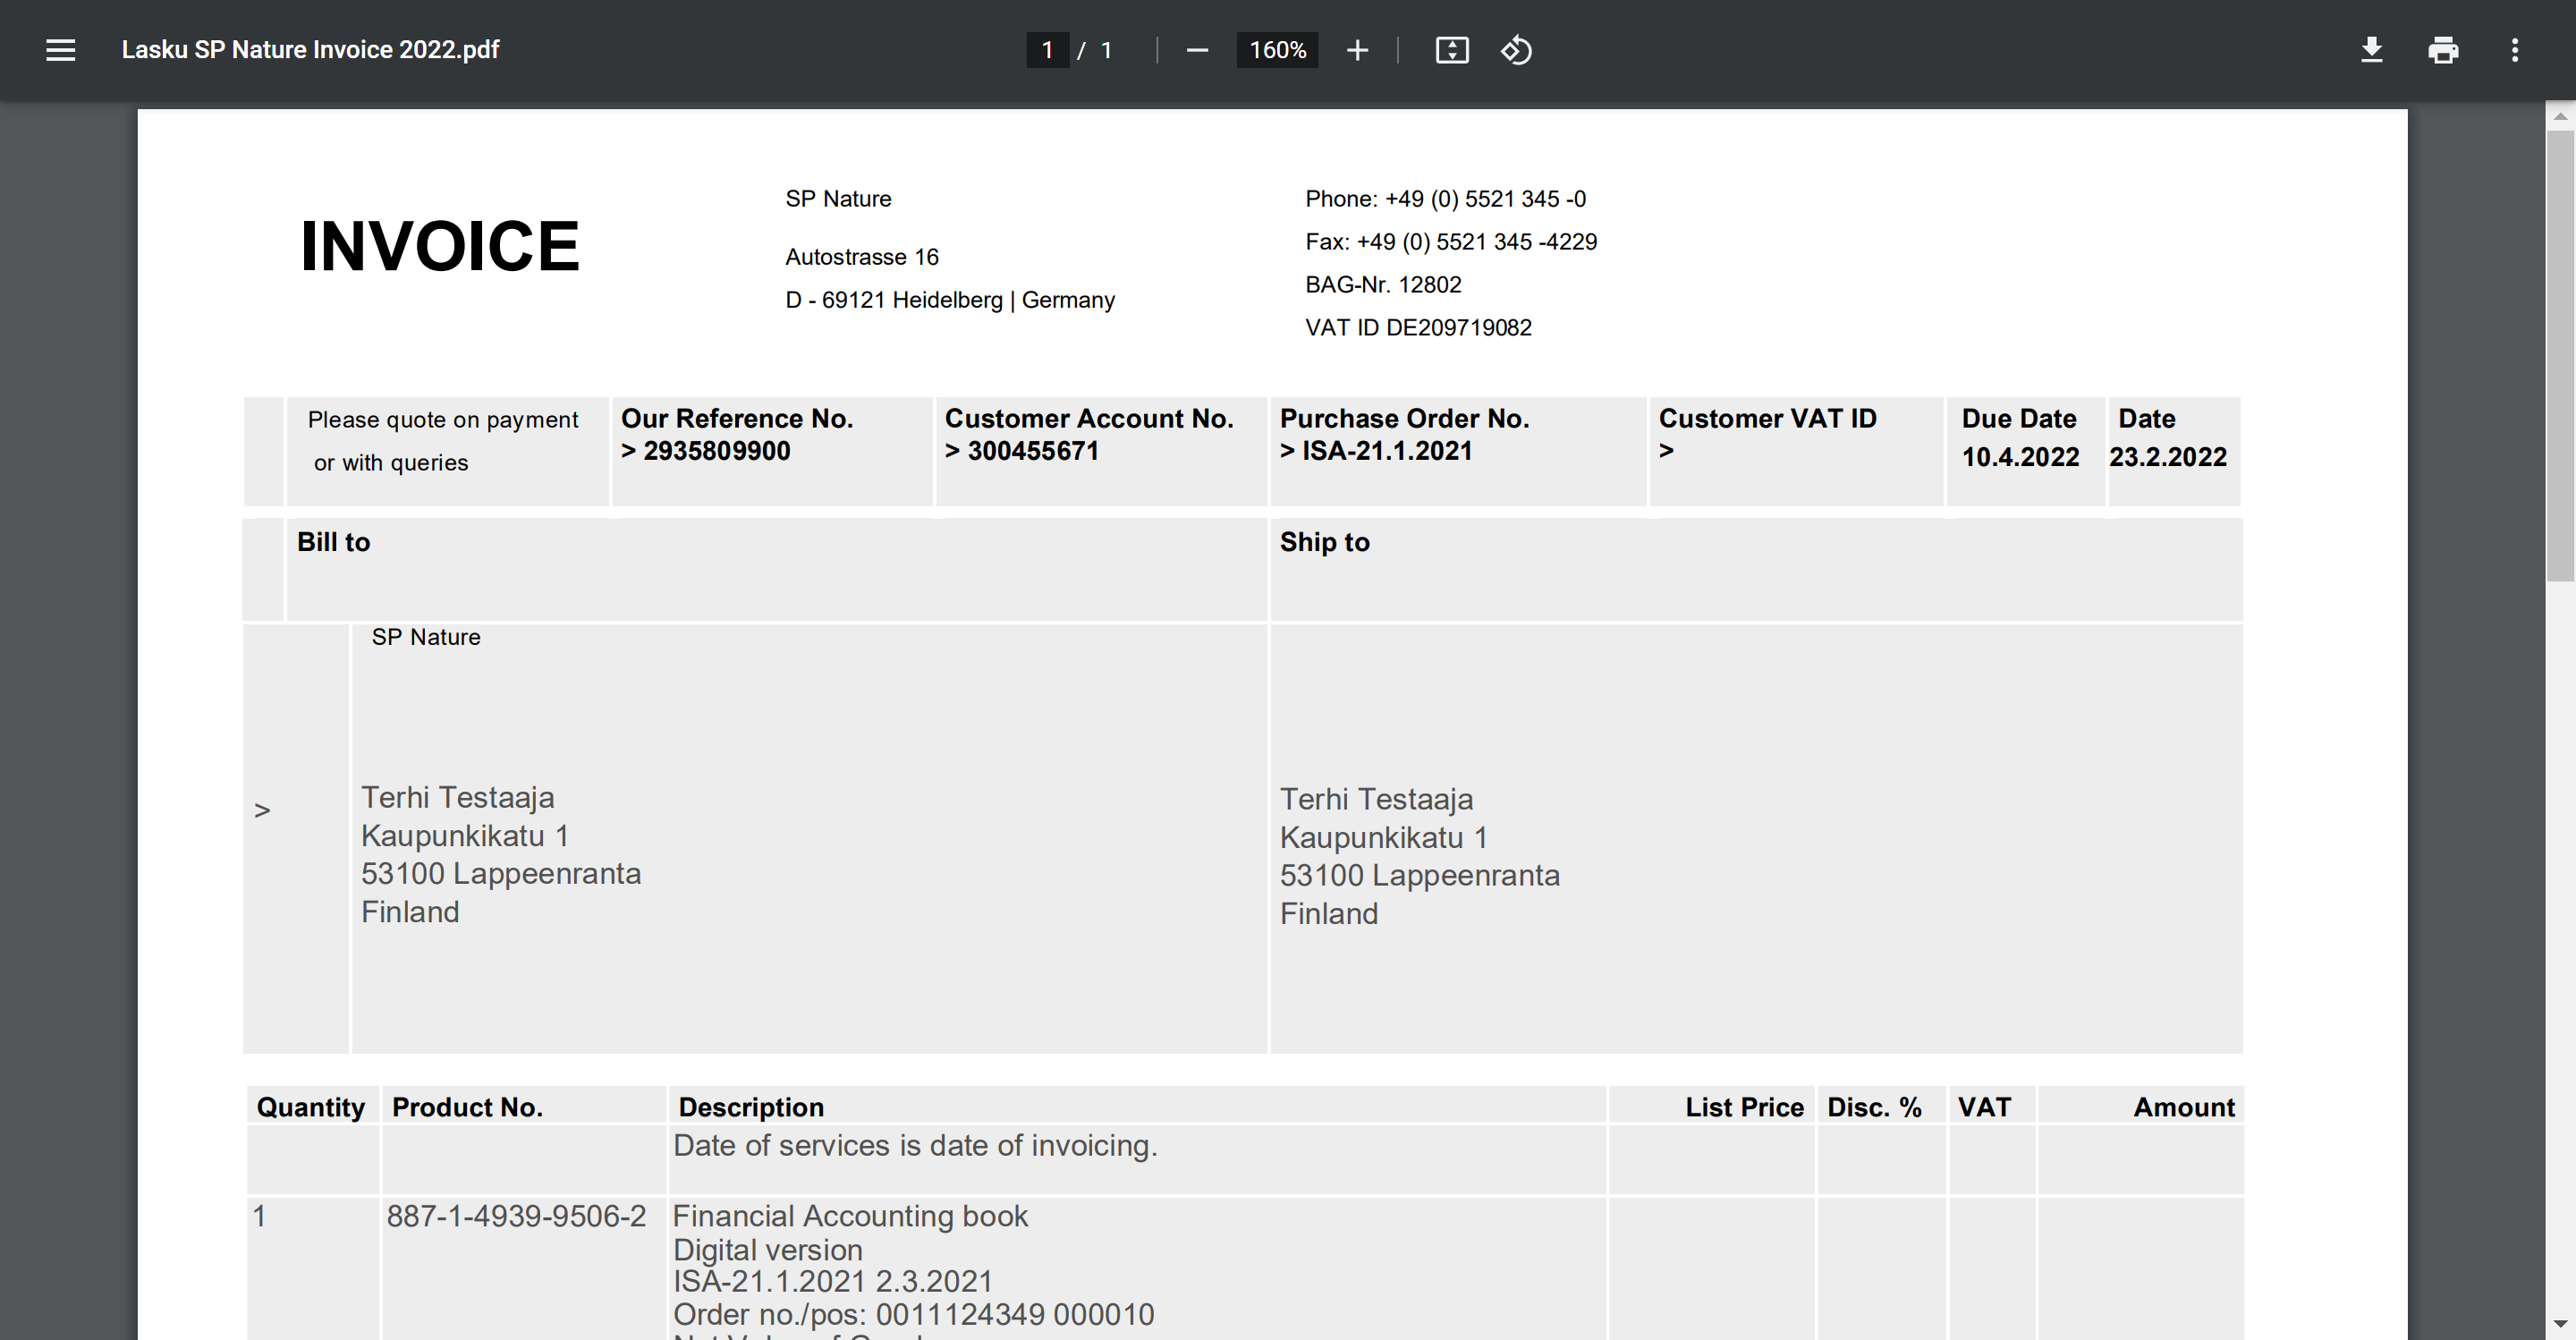 Lasku SP Nature Invoice 2022.pdf
1 / 1
160%
INVOICE
SP Nature
Autostrasse 16
D - 69121 Heidelberg | Germany
Phone: +49 (0) 5521 345 -0
Fax: +49 (0) 5521 345 -4229
BAG-Nr. 12802
VAT ID DE209719082
Please quote on payment
or with queries
Our Reference No.
> 2935809900
Customer Account No.
> 300455671
Purchase Order No.
> ISA-21.1.2021
Customer VAT ID
>
Due Date
10.4.2022
Date
23.2.2022
Bill to
Ship to
SP Nature
>
Terhi Testaaja
Kaupunkikatu 1
53100 Lappeenranta
Finland
Terhi Testaaja
Kaupunkikatu 1
53100 Lappeenranta
Finland
Quantity Product No. Description List Price Disc. % VAT Amount
Date of services is date of invoicing.
1 887-1-4939-9506-2 Financial Accounting book
Digital version
ISA-21.1.2021 2.3.2021
Order no./pos: 0011124349 000010